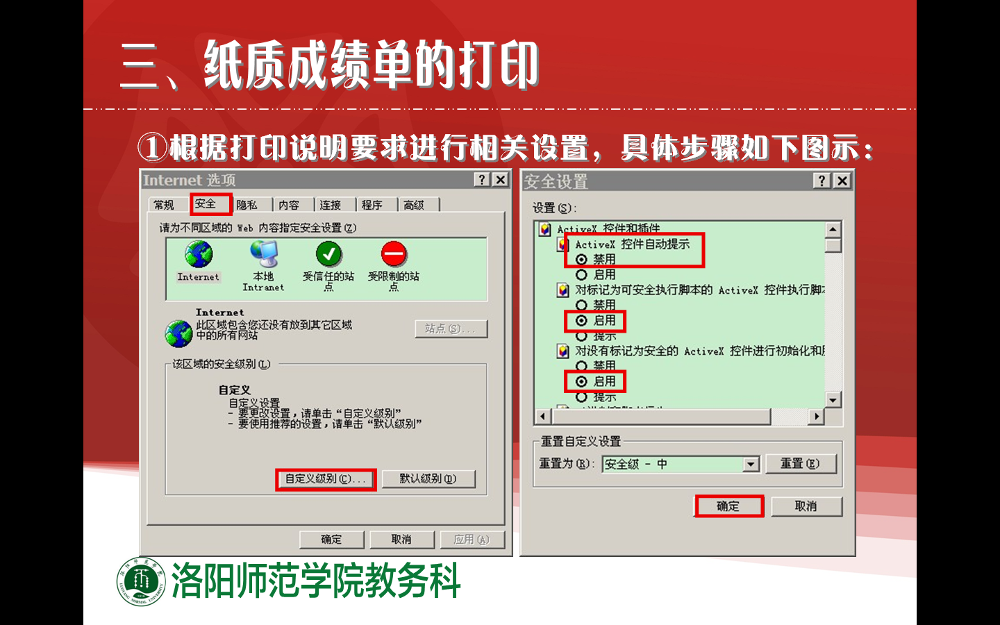 三、纸质成绩单的打印
①根据打印说明要求进行相关设置，具体步骤如下图示：
Internet 选项
常规 安全 隐私 内容 连接 程序 高级
请为不同区域的 Web 内容指定安全设置(Z)
Internet
本地
Intranet
受信任的站
点
受限制的站
点
Internet
此区域包含您还没有放到其它区域
中的所有网站
站点(S)...
该区域的安全级别(L)
自定义
自定义设置
- 要更改设置，请单击“自定义级别”
- 要使用推荐的设置，请单击“默认级别”
自定义级别(C)... 默认级别(D)
确定 取消 应用(A)
安全设置
设置(S):
ActiveX 控件和插件
ActiveX 控件自动提示
禁用
启用
对标记为可安全执行脚本的 ActiveX 控件执行脚本
禁用
启用
提示
对没有标记为安全的 ActiveX 控件进行初始化和
禁用
启用
提示
重置自定义设置
重置为(R): 安全级 - 中 重置(E)
确定 取消
洛阳师范学院教务科
洛阳师范学院
LUOYANG NORMAL UNIVERSITY
1916